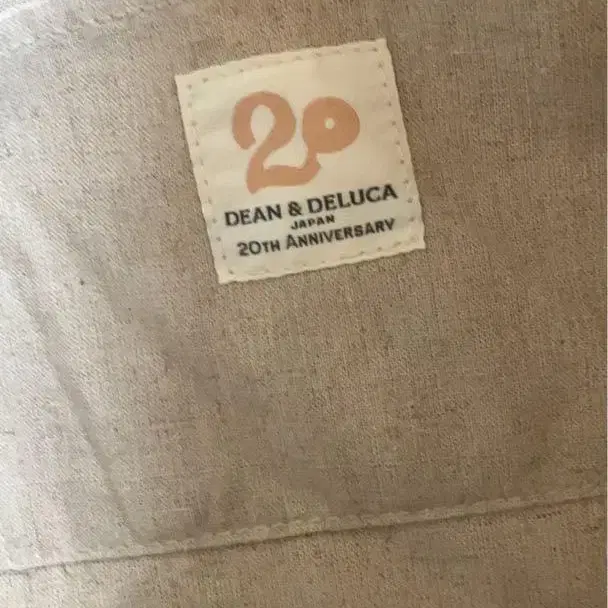 20
DEAN & DELUCA
JAPAN
20TH ANNIVERSARY